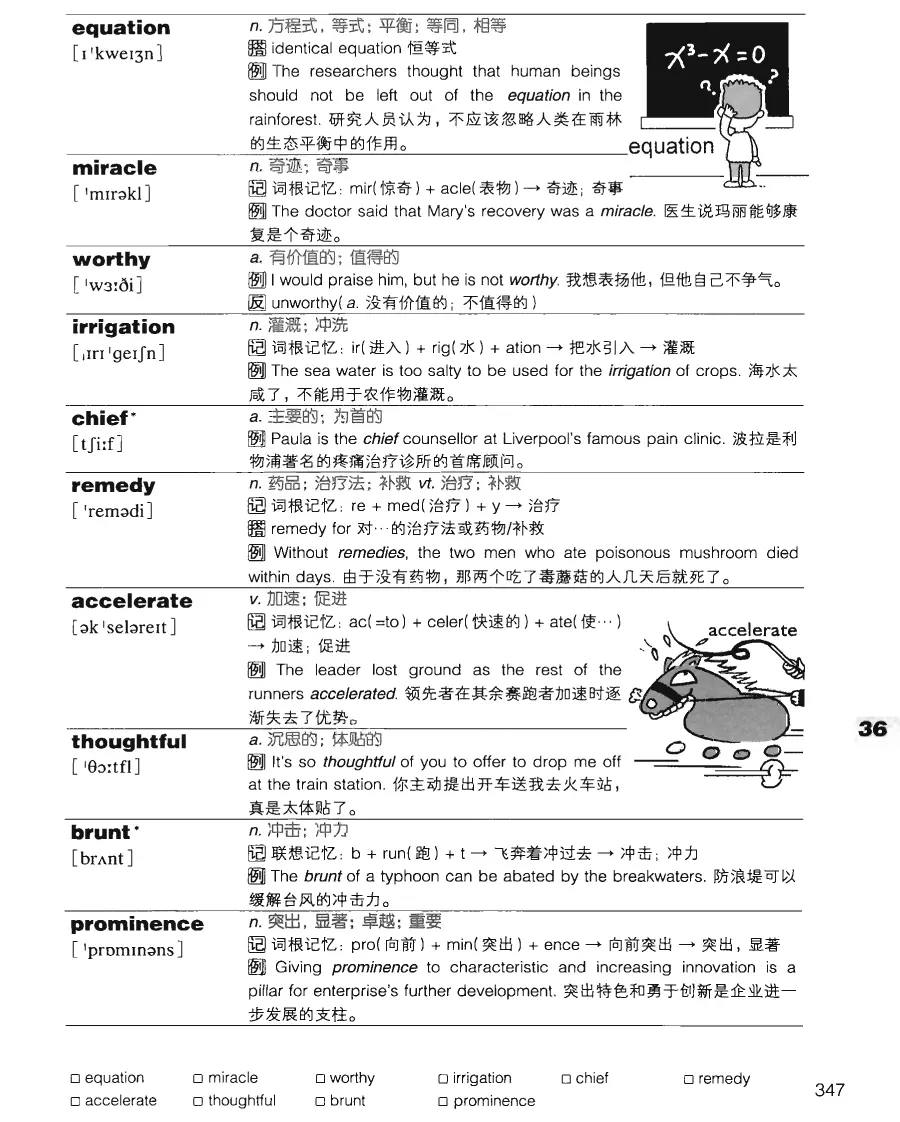 equation
[ɪˈkweɪʒn]
n. 方程式，等式；平衡；等同，相等
搭 identical equation 恒等式
例 The researchers thought that human beings
should not be left out of the equation in the
rainforest. 研究人员认为，不应该忽略人类在雨林
的生态平衡中的作用。
x³-x=0
? ?
equation
miracle
[ˈmɪrəkl]
n. 奇迹；奇事
记 词根记忆：mir(惊奇) + acle(表物) → 奇迹；奇事
例 The doctor said that Mary's recovery was a miracle. 医生说玛丽能够康
复是个奇迹。
worthy
[ˈwɜːði]
a. 有价值的；值得的
例 I would praise him, but he is not worthy. 我想表扬他，但他自己不争气。
反 unworthy(a. 没有价值的；不值得的)
irrigation
[ˌɪrɪˈɡeɪʃn]
n. 灌溉；冲洗
记 词根记忆：ir(进入) + rig(水) + ation → 把水引入 → 灌溉
例 The sea water is too salty to be used for the irrigation of crops. 海水太
咸了，不能用于农作物灌溉。
chief*
[tʃiːf]
a. 主要的；为首的
例 Paula is the chief counsellor at Liverpool's famous pain clinic. 波拉是利
物浦著名的疼痛治疗诊所的首席顾问。
remedy
[ˈremədi]
n. 药品；治疗法；补救 vt. 治疗；补救
记 词根记忆：re + med(治疗) + y → 治疗
搭 remedy for 对…的治疗法或药物/补救
例 Without remedies, the two men who ate poisonous mushroom died
within days. 由于没有药物，那两个吃了毒蘑菇的人几天后就死了。
accelerate
[əkˈseləreɪt]
v. 加速；促进
记 词根记忆：ac(=to) + celer(快速的) + ate(使…)
→ 加速；促进
例 The leader lost ground as the rest of the
runners accelerated. 领先者在其余赛跑者加速时逐
渐失去了优势。
accelerate
thoughtful
[ˈθɔːtfl]
a. 沉思的；体贴的
例 It's so thoughtful of you to offer to drop me off
at the train station. 你主动提出开车送我去火车站，
真是太体贴了。
36
brunt*
[brʌnt]
n. 冲击；冲力
记 联想记忆：b + run(跑) + t → 飞奔着冲过去 → 冲击；冲力
例 The brunt of a typhoon can be abated by the breakwaters. 防浪堤可以
缓解台风的冲击力。
prominence
[ˈprɒmɪnəns]
n. 突出，显著；卓越；重要
记 词根记忆：pro(向前) + min(突出) + ence → 向前突出 → 突出，显著
例 Giving prominence to characteristic and increasing innovation is a
pillar for enterprise's further development. 突出特色和勇于创新是企业进一
步发展的支柱。
□ equation □ miracle □ worthy □ irrigation □ chief □ remedy
□ accelerate □ thoughtful □ brunt □ prominence
347